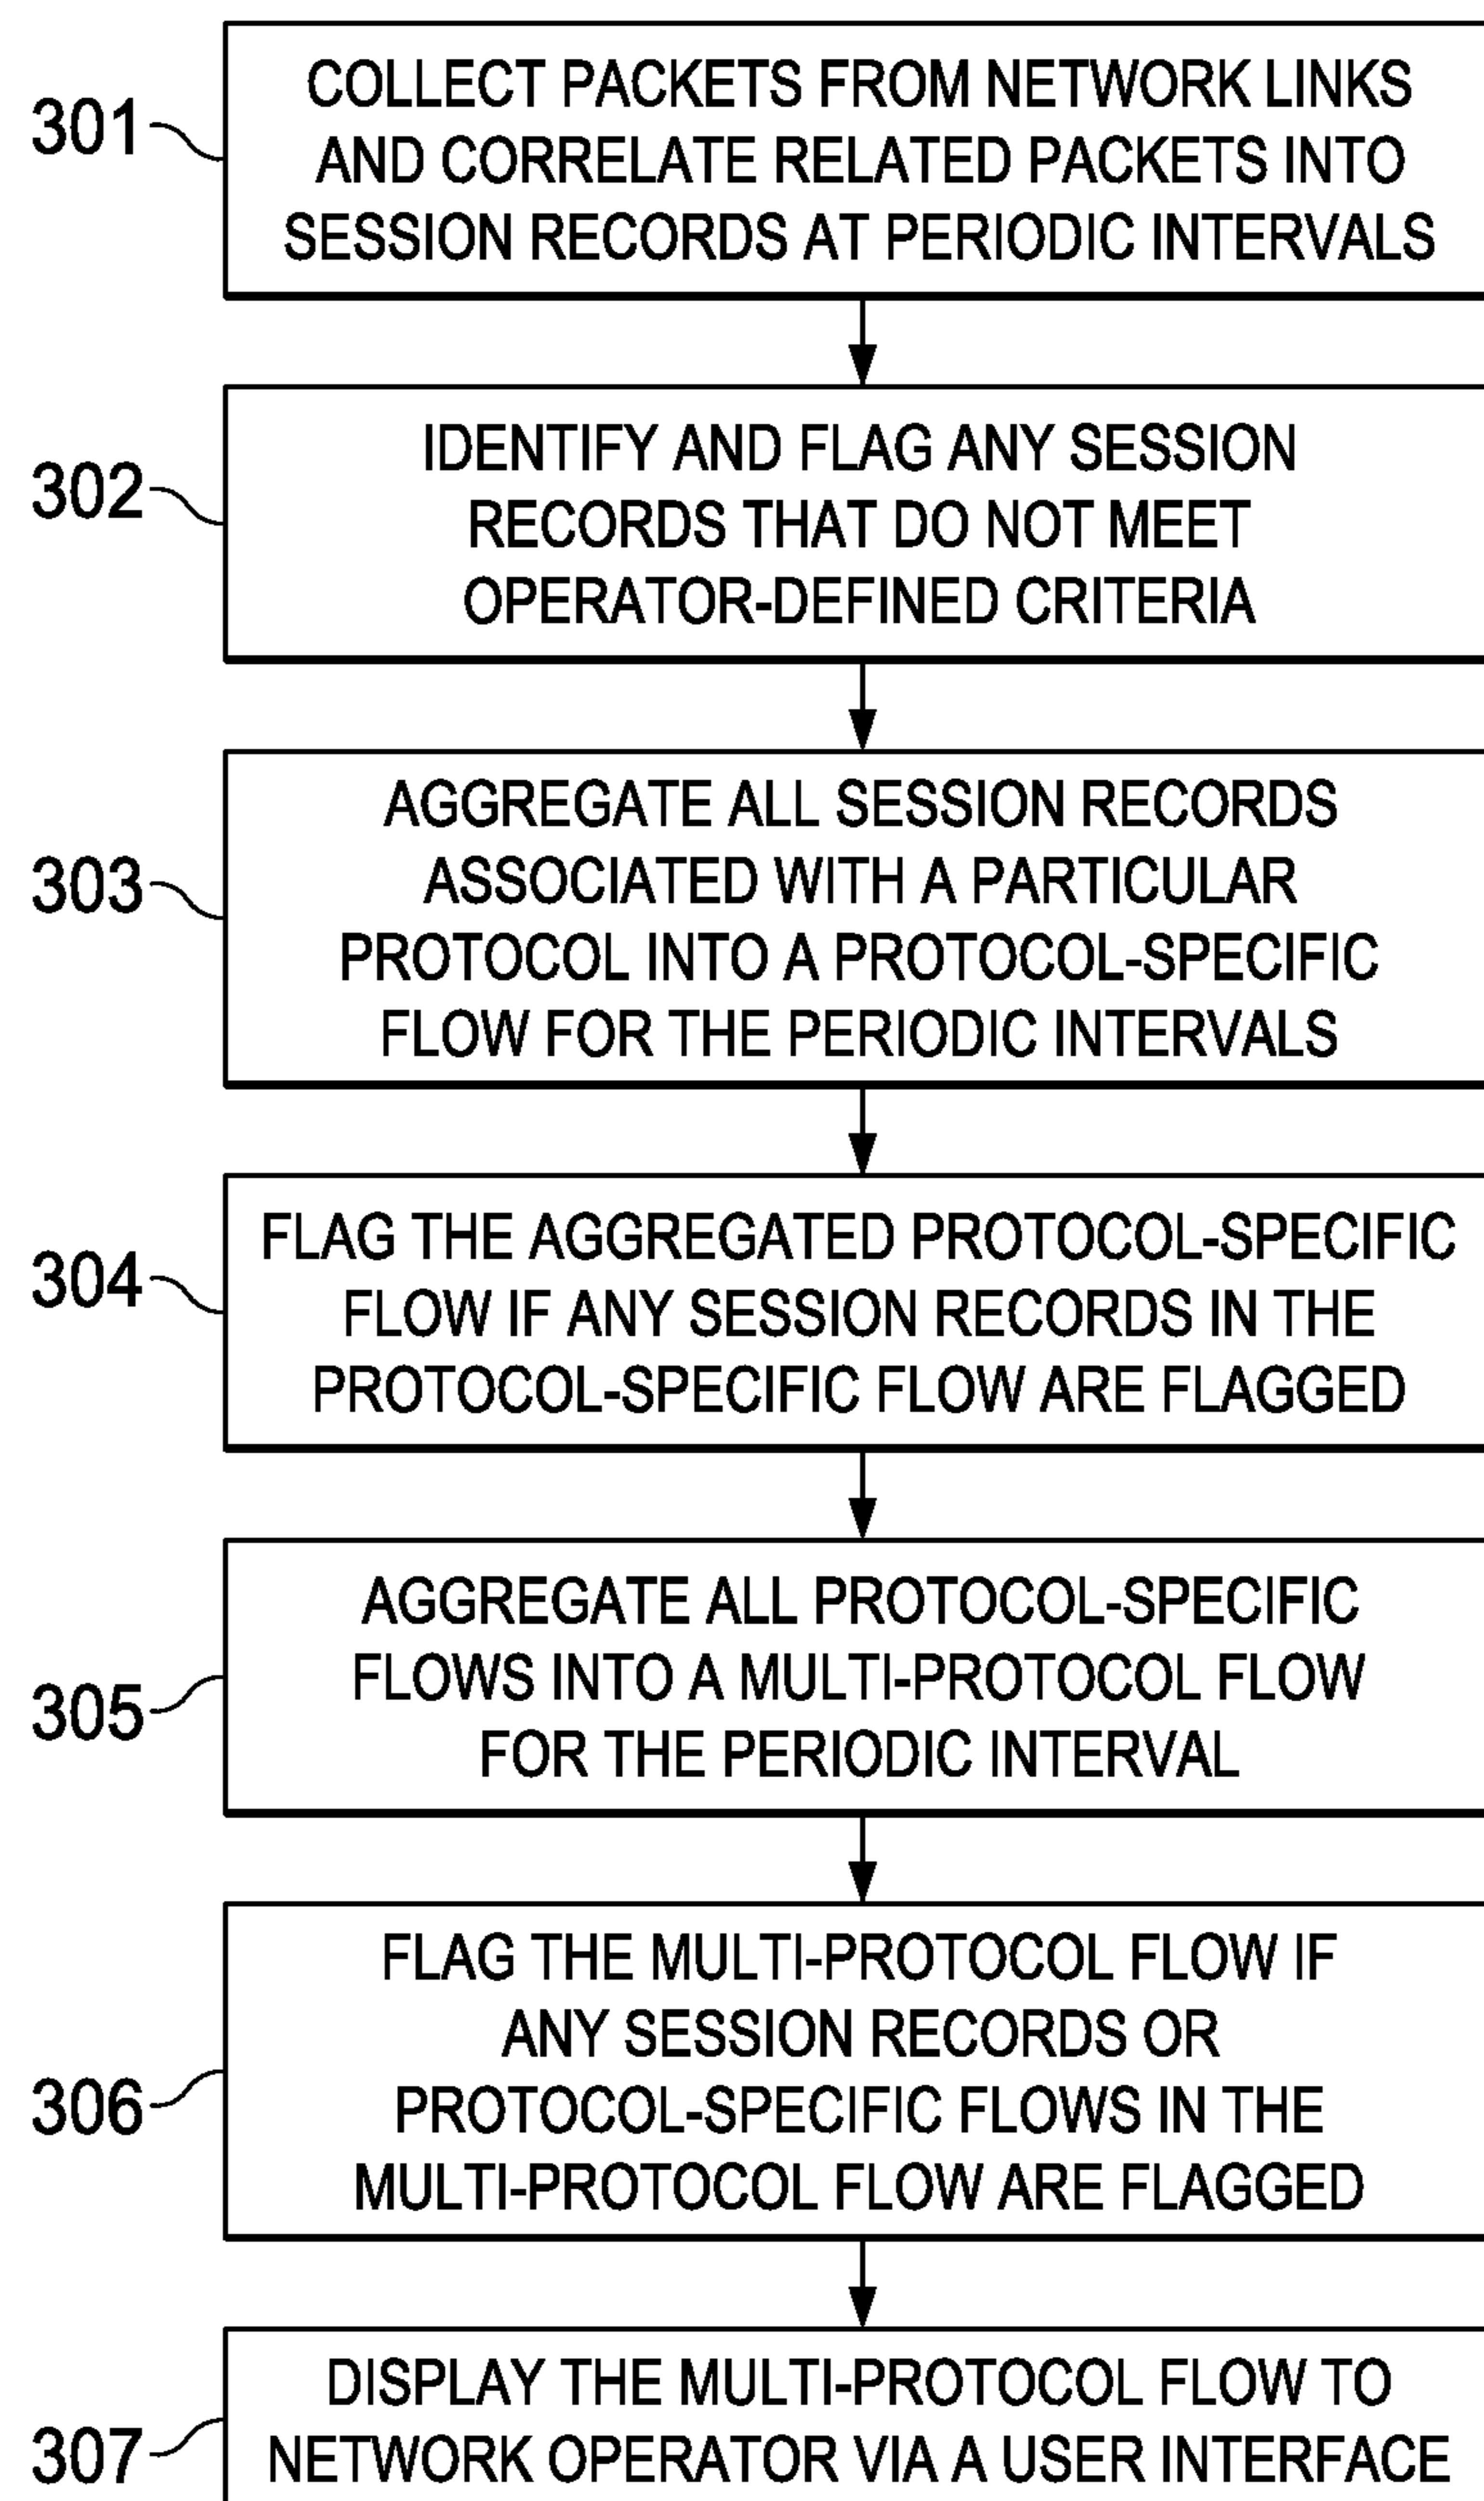 301
COLLECT PACKETS FROM NETWORK LINKS
AND CORRELATE RELATED PACKETS INTO
SESSION RECORDS AT PERIODIC INTERVALS
302
IDENTIFY AND FLAG ANY SESSION
RECORDS THAT DO NOT MEET
OPERATOR-DEFINED CRITERIA
303
AGGREGATE ALL SESSION RECORDS
ASSOCIATED WITH A PARTICULAR
PROTOCOL INTO A PROTOCOL-SPECIFIC
FLOW FOR THE PERIODIC INTERVALS
304
FLAG THE AGGREGATED PROTOCOL-SPECIFIC
FLOW IF ANY SESSION RECORDS IN THE
PROTOCOL-SPECIFIC FLOW ARE FLAGGED
305
AGGREGATE ALL PROTOCOL-SPECIFIC
FLOWS INTO A MULTI-PROTOCOL FLOW
FOR THE PERIODIC INTERVAL
306
FLAG THE MULTI-PROTOCOL FLOW IF
ANY SESSION RECORDS OR
PROTOCOL-SPECIFIC FLOWS IN THE
MULTI-PROTOCOL FLOW ARE FLAGGED
307
DISPLAY THE MULTI-PROTOCOL FLOW TO
NETWORK OPERATOR VIA A USER INTERFACE